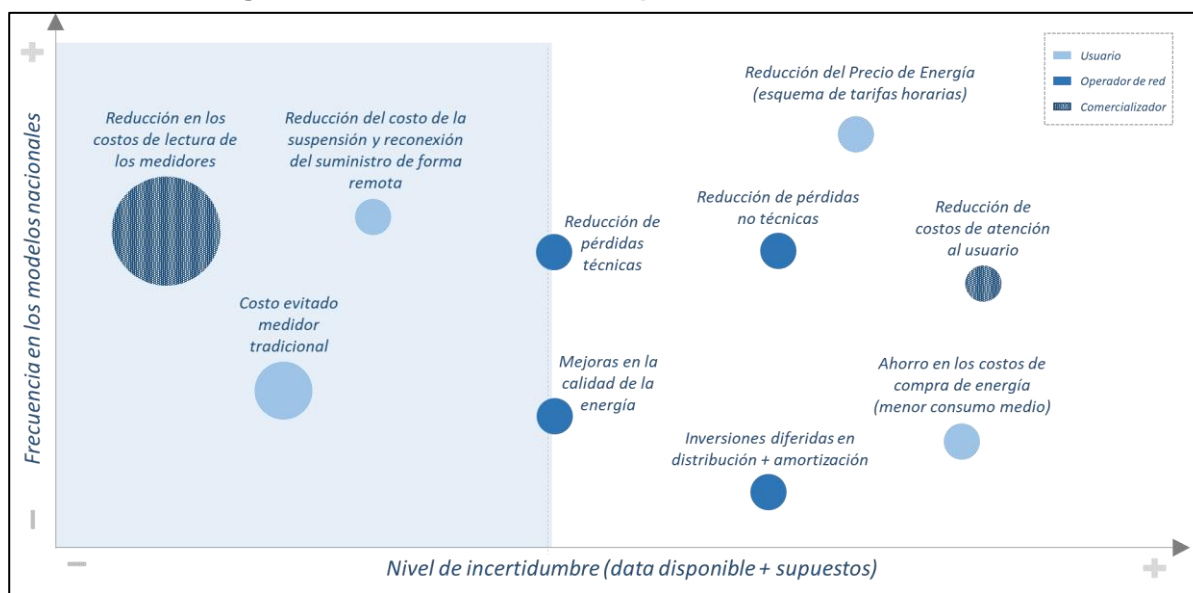 Frecuencia en los modelos nacionales
+
−
Usuario
Operador de red
Comercializador
Reducción del Precio de Energía
(esquema de tarifas horarias)
Reducción en los
costos de lectura de
los medidores
Reducción del costo de la
suspensión y reconexión
del suministro de forma
remota
Reducción de
pérdidas
técnicas
Reducción de pérdidas
no técnicas
Reducción de
costos de atención
al usuario
Costo evitado
medidor
tradicional
Mejoras en la
calidad de la
energía
Ahorro en los costos de
compra de energía
(menor consumo medio)
Inversiones diferidas en
distribución + amortización
−
Nivel de incertidumbre (data disponible + supuestos)
+